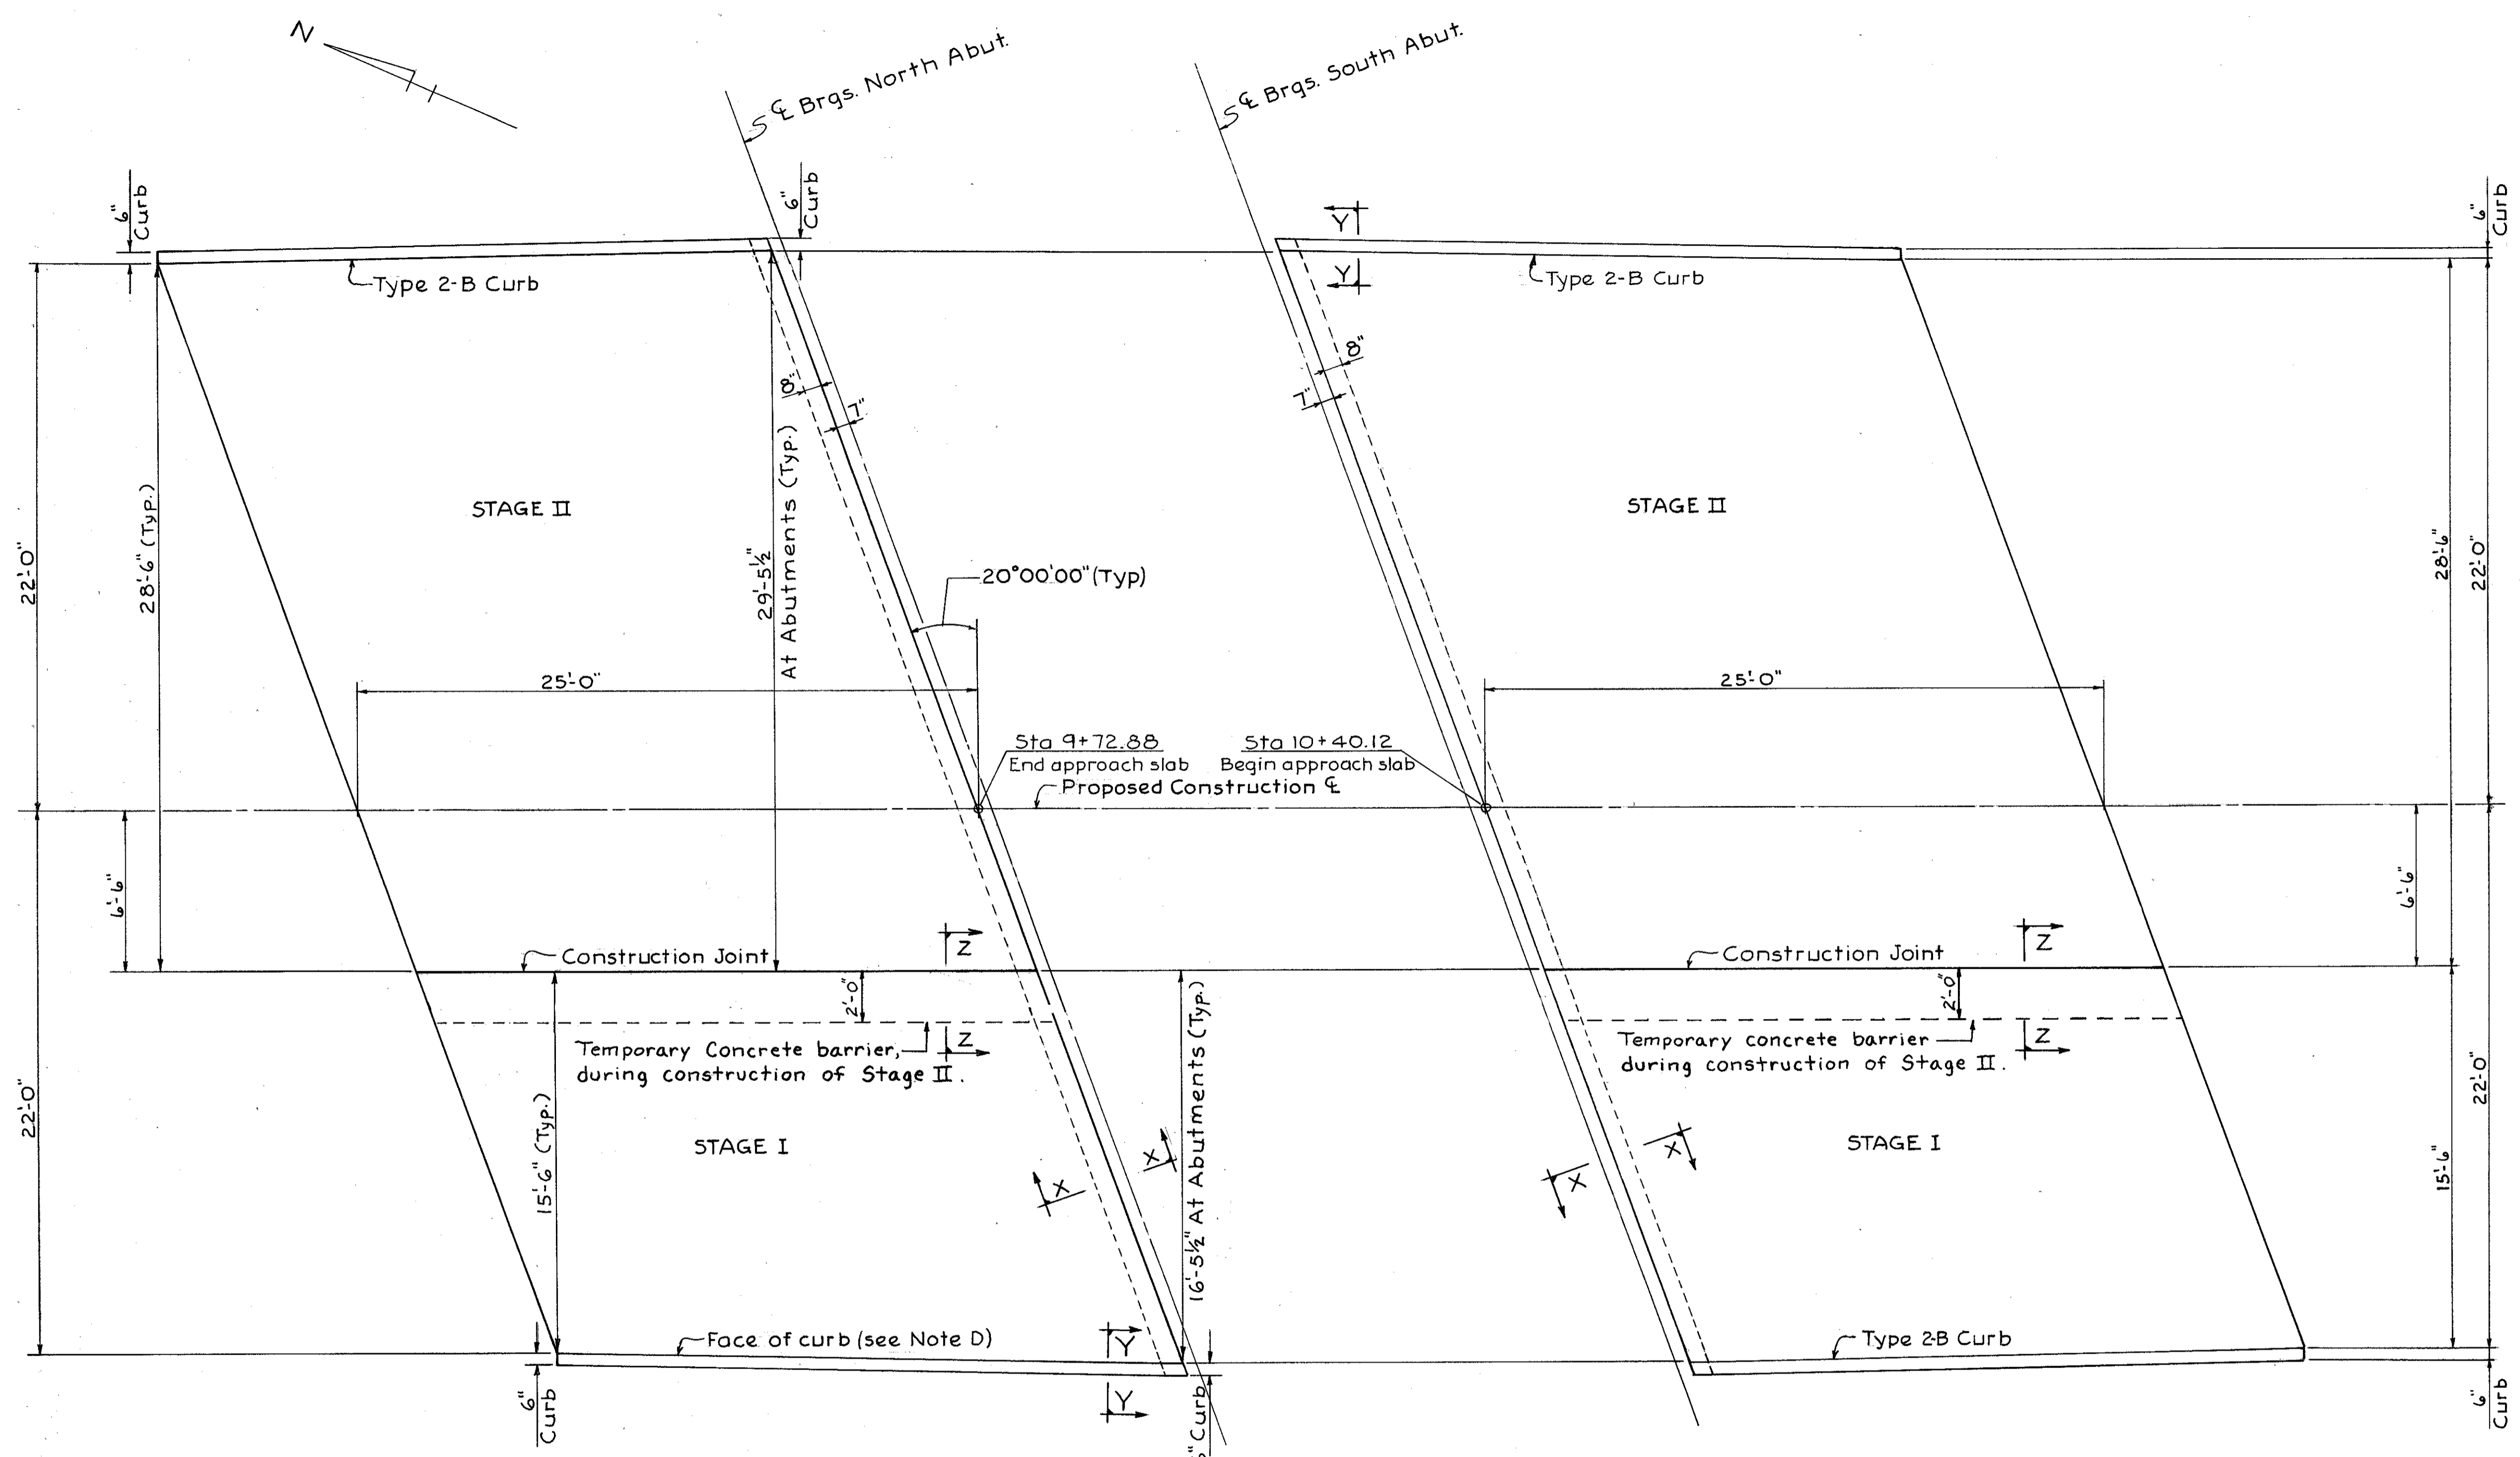 N
℄ Brgs. North Abut.
℄ Brgs. South Abut.
6"
Curb
6"
Curb
Y
Y
6"
Curb
Type 2-B Curb
Type 2-B Curb
8"
7"
8"
7"
STAGE II
STAGE II
22'-0"
28'-6" (Typ.)
29'-5½"
At Abutments (Typ.)
20°00'00" (Typ)
28'-6"
22'-0"
25'-0"
25'-0"
Sta 9+72.88
End approach slab
Sta 10+40.12
Begin approach slab
Proposed Construction ℄
6'-6"
6'-6"
Construction Joint
Z
Construction Joint
Z
2'-0"
2'-0"
Temporary Concrete barrier,
during construction of Stage II.
Z
Temporary concrete barrier
during construction of Stage II.
Z
22'-0"
15'-6" (Typ.)
STAGE I
X
X
16'-5½" At Abutments (Typ.)
X
X
STAGE I
15'-6"
22'-0"
Face of curb (see Note D)
Y
Y
Type 2-B Curb
6"
Curb
" Curb
6"
Curb